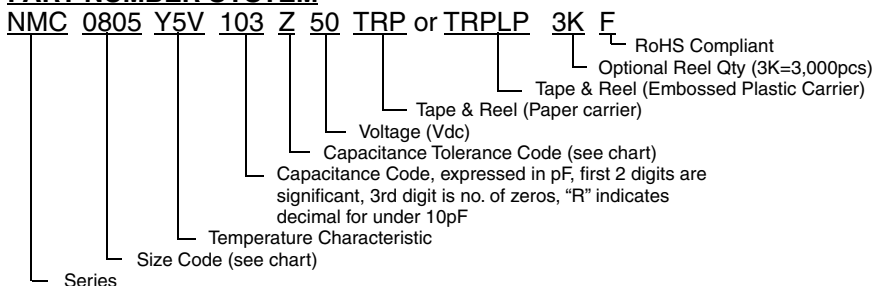 PART NUMBER SYSTEM
NMC 0805 Y5V 103 Z 50 TRP or TRPLP 3K F
RoHS Compliant
Optional Reel Qty (3K=3,000pcs)
Tape & Reel (Embossed Plastic Carrier)
Tape & Reel (Paper carrier)
Voltage (Vdc)
Capacitance Tolerance Code (see chart)
Capacitance Code, expressed in pF, first 2 digits are
significant, 3rd digit is no. of zeros, “R” indicates
decimal for under 10pF
Temperature Characteristic
Size Code (see chart)
Series